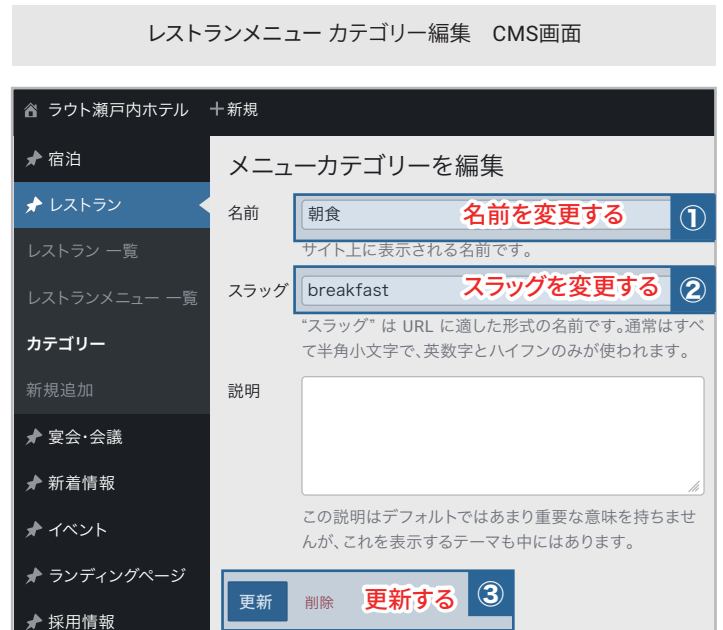 レストランメニュー カテゴリー編集　CMS画面
ラウト瀬戸内ホテル ＋新規
宿泊
レストラン
レストラン 一覧
レストランメニュー 一覧
カテゴリー
新規追加
宴会・会議
新着情報
イベント
ランディングページ
採用情報
メニューカテゴリーを編集
名前 朝食 名前を変更する ①
サイト上に表示される名前です。
スラッグ breakfast スラッグを変更する ②
“スラッグ” は URL に適した形式の名前です。通常はすべ
て半角小文字で、英数字とハイフンのみが使われます。
説明
この説明はデフォルトではあまり重要な意味を持ちませ
んが、これを表示するテーマも中にはあります。
更新 削除 更新する ③